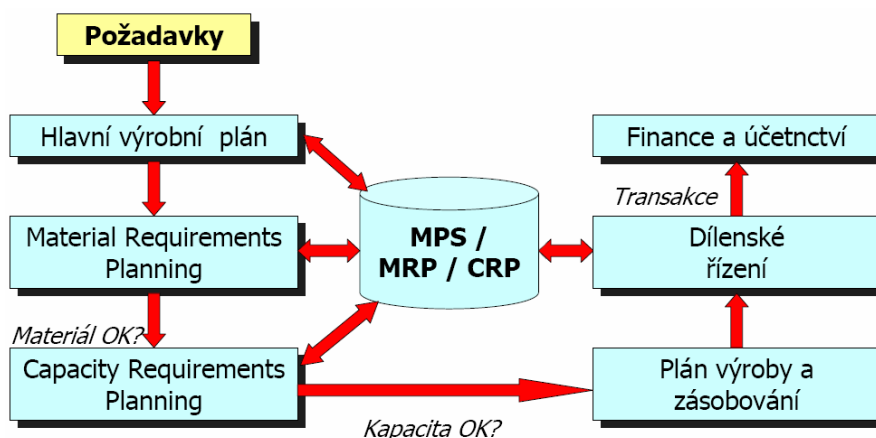 Požadavky
Hlavní výrobní plán
Finance a účetnctví
Transakce
Material Requirements
Planning
MPS /
MRP / CRP
Dílenské
řízení
Materiál OK?
Capacity Requirements
Planning
Plán výroby a
zásobování
Kapacita OK?